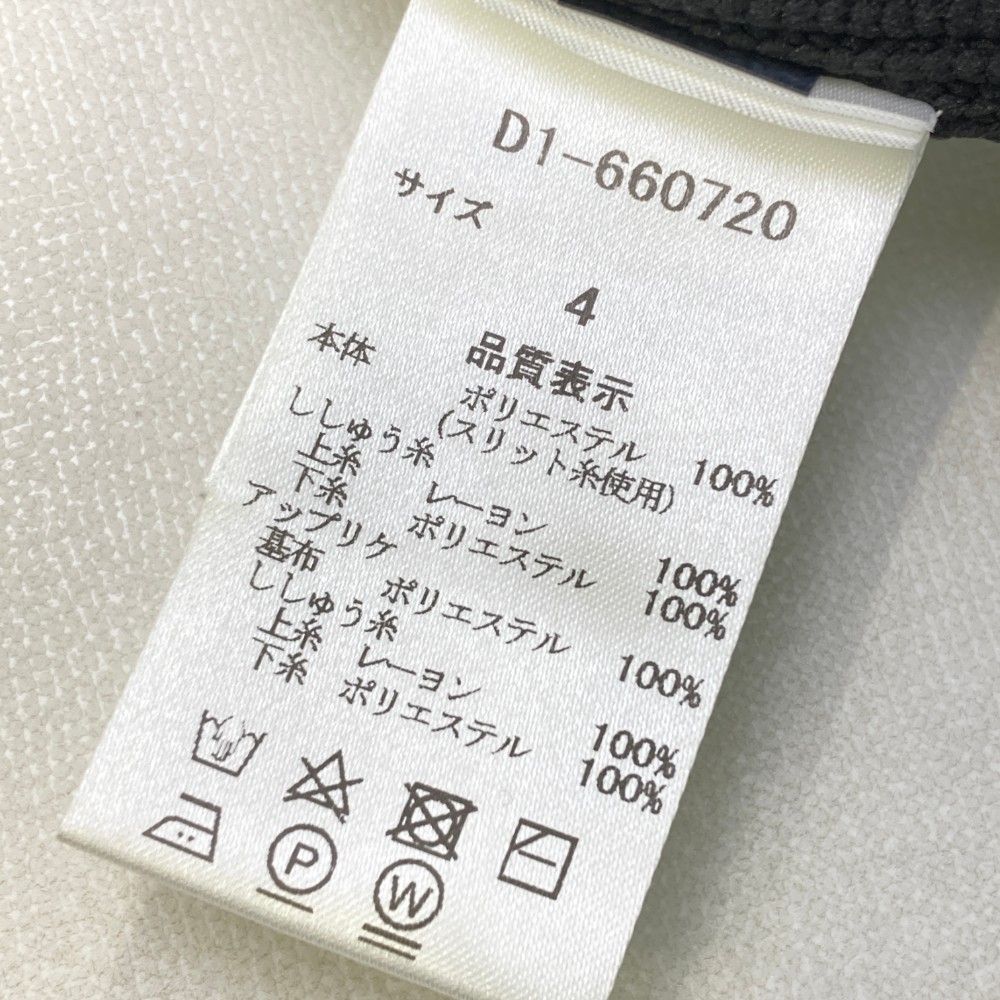 D1-660720
サイズ
4
品質表示
本体 ポリエステル 100%
(スリット糸使用)
ししゅう糸
上糸 レーヨン 100%
下糸 ポリエステル 100%
アップリケ
基布 ポリエステル 100%
ししゅう糸
上糸 レーヨン 100%
下糸 ポリエステル 100%
P
W